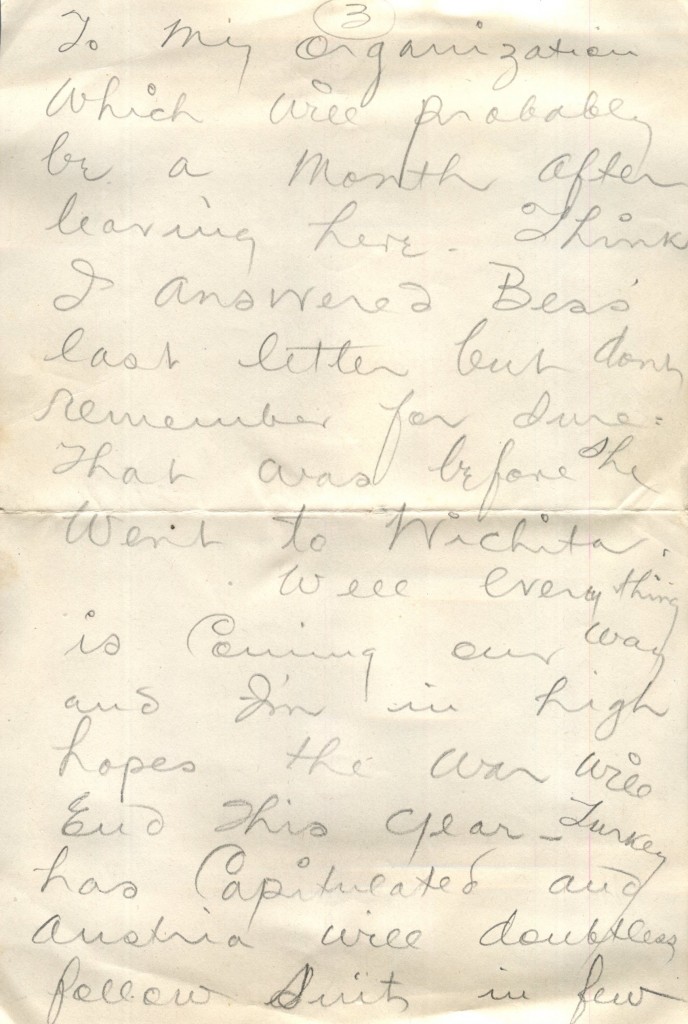 3
To My Organization
Which will probably
be a Month after
leaving here. Think
I answered Bess'
last letter but dont
remember for sure.
That was before she
Went to Wichita.
Well everything
is Coming our way
and I'm in high
hopes the war will
End This year - Turkey
has Capitulated and
Austria will doubtless
follow Suit in few